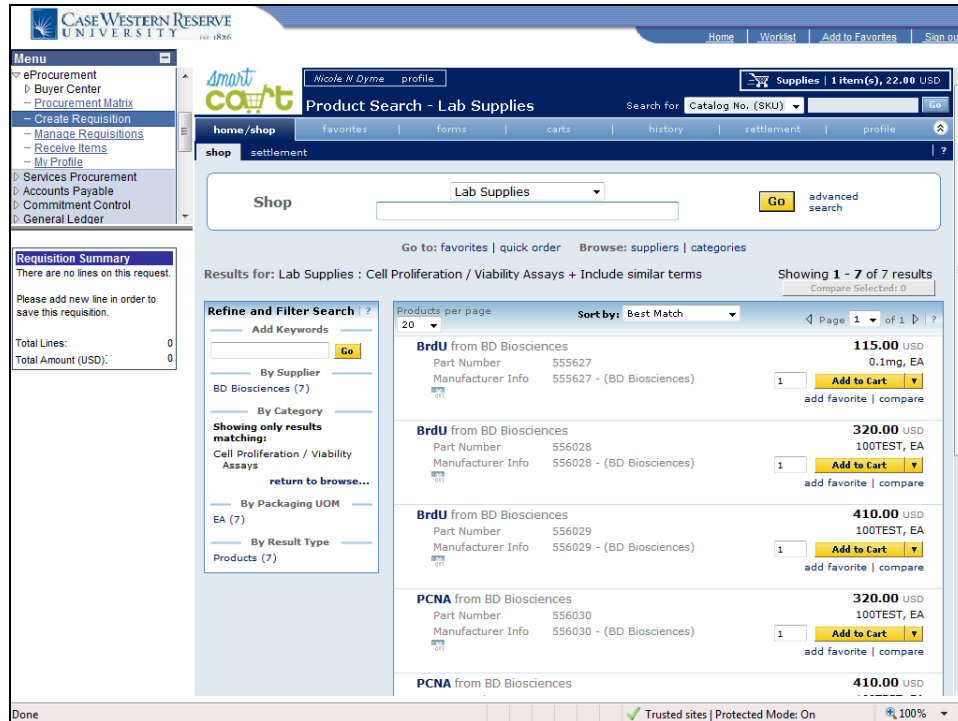 CASE WESTERN RESERVE
UNIVERSITY EST. 1826
Home | Worklist | Add to Favorites | Sign ou
Menu
eProcurement
Buyer Center
Procurement Matrix
Create Requisition
Manage Requisitions
Receive Items
My Profile
Services Procurement
Accounts Payable
Commitment Control
General Ledger
Requisition Summary
There are no lines on this request.
Please add new line in order to
save this requisition.
Total Lines: 0
Total Amount (USD): 0
smart
cart
Nicole N Dyme profile
Supplies | 1 item(s), 22.00 USD
Product Search - Lab Supplies
Search for Catalog No. (SKU) Go
home/shop favorites | forms | carts | history | settlement | profile
shop settlement | ?
Shop
Lab Supplies
Go
advanced
search
Go to: favorites | quick order Browse: suppliers | categories
Results for: Lab Supplies : Cell Proliferation / Viability Assays + Include similar terms
Showing 1 - 7 of 7 results
Compare Selected: 0
Refine and Filter Search ?
Add Keywords
Go
By Supplier
BD Biosciences (7)
By Category
Showing only results
matching:
Cell Proliferation / Viability
Assays
return to browse...
By Packaging UOM
EA (7)
By Result Type
Products (7)
Products per page
20
Sort by: Best Match
Page 1 of 1 ?
BrdU from BD Biosciences 115.00 USD
Part Number 555627 0.1mg, EA
Manufacturer Info 555627 - (BD Biosciences) 1 Add to Cart
add favorite | compare
BrdU from BD Biosciences 320.00 USD
Part Number 556028 100TEST, EA
Manufacturer Info 556028 - (BD Biosciences) 1 Add to Cart
add favorite | compare
BrdU from BD Biosciences 410.00 USD
Part Number 556029 100TEST, EA
Manufacturer Info 556029 - (BD Biosciences) 1 Add to Cart
add favorite | compare
PCNA from BD Biosciences 320.00 USD
Part Number 556030 100TEST, EA
Manufacturer Info 556030 - (BD Biosciences) 1 Add to Cart
add favorite | compare
PCNA from BD Biosciences 410.00 USD
Done
Trusted sites | Protected Mode: On
100%